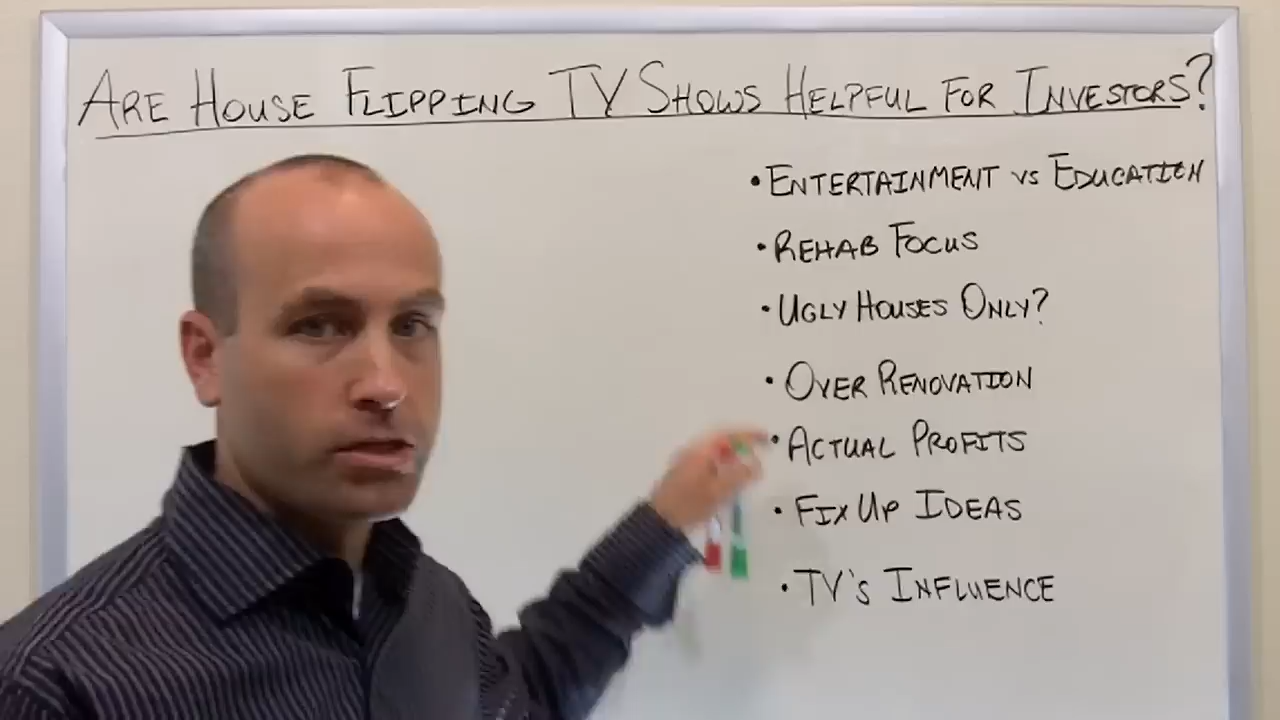 ARE HOUSE FLIPPING TV SHOWS HELPFUL FOR INVESTORS?
• ENTERTAINMENT VS EDUCATION
• REHAB FOCUS
• UGLY HOUSES ONLY?
• OVER RENOVATION
• ACTUAL PROFITS
• FIX UP IDEAS
• TV'S INFLUENCE